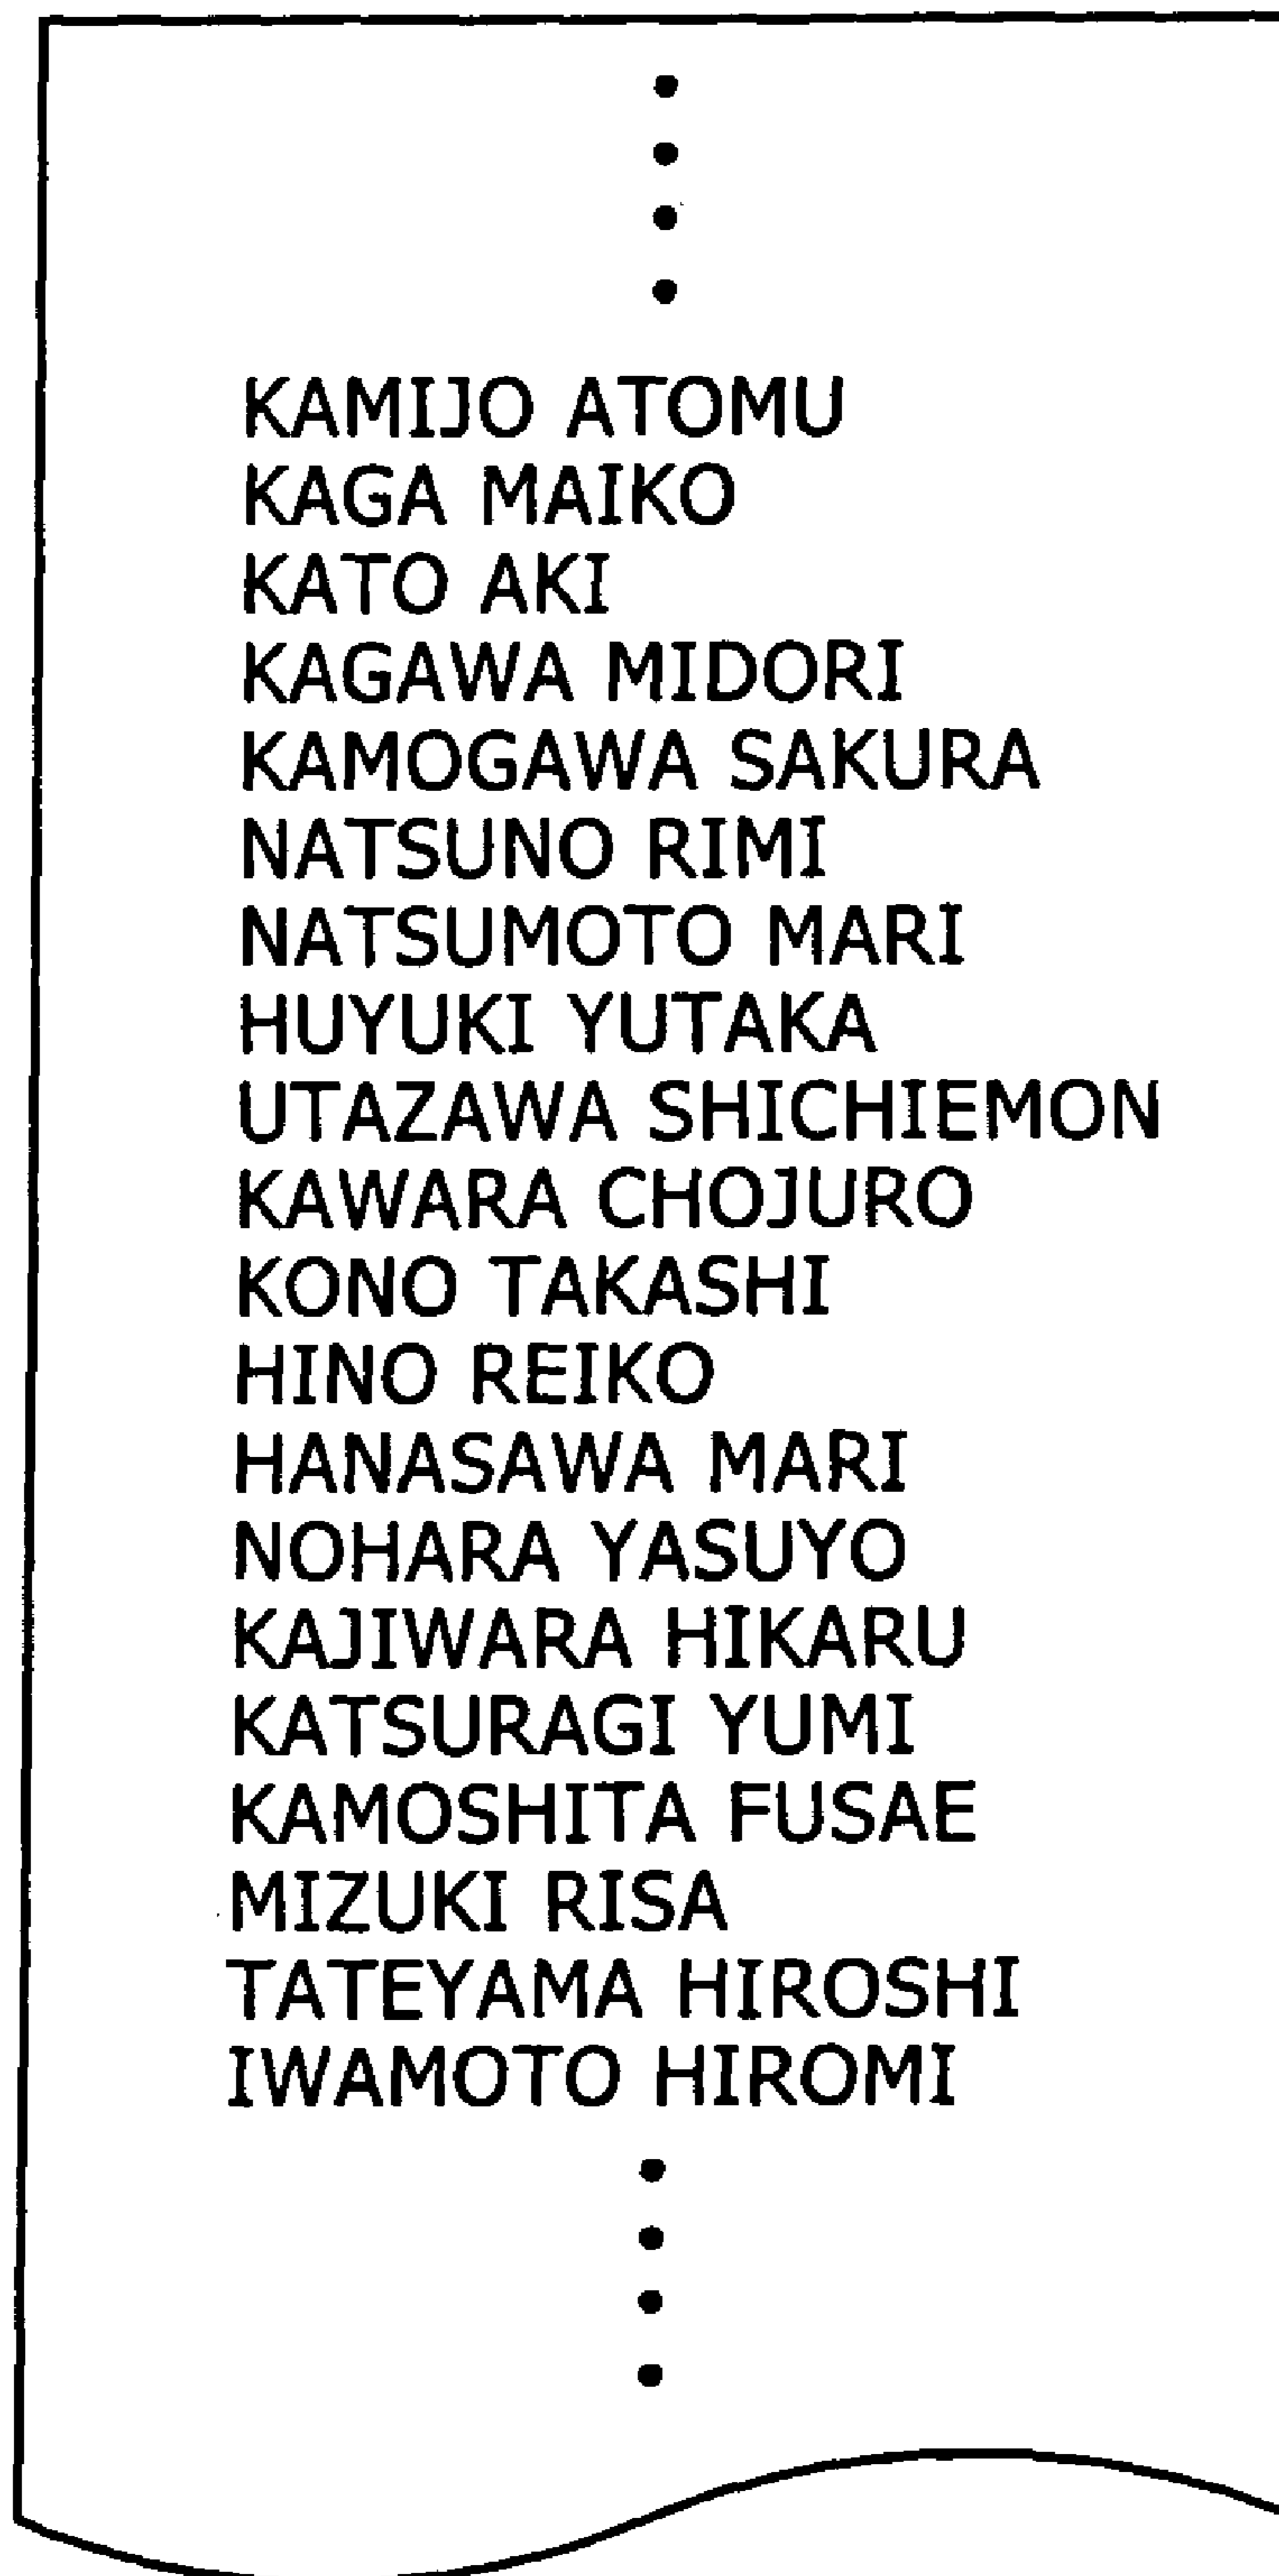 KAMIJO ATOMU
KAGA MAIKO
KATO AKI
KAGAWA MIDORI
KAMOGAWA SAKURA
NATSUNO RIMI
NATSUMOTO MARI
HUYUKI YUTAKA
UTAZAWA SHICHIEMON
KAWARA CHOJURO
KONO TAKASHI
HINO REIKO
HANASAWA MARI
NOHARA YASUYO
KAJIWARA HIKARU
KATSURAGI YUMI
KAMOSHITA FUSAE
MIZUKI RISA
TATEYAMA HIROSHI
IWAMOTO HIROMI